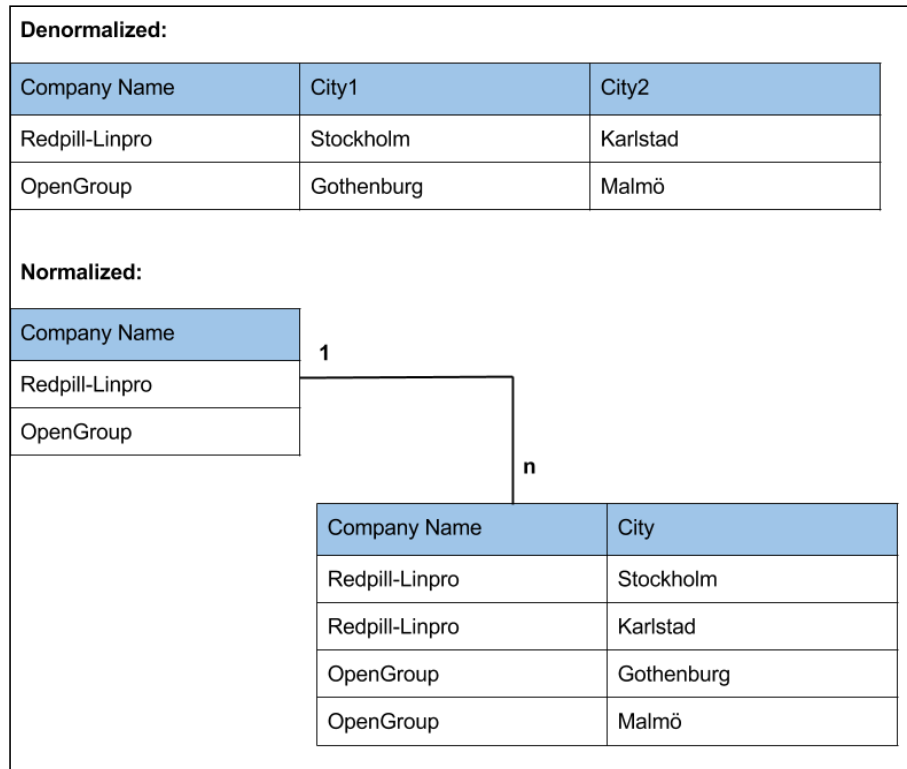 Denormalized:
Company Name City1 City2
Redpill-Linpro Stockholm Karlstad
OpenGroup Gothenburg Malmö
Normalized:
Company Name
Redpill-Linpro
OpenGroup
1
n
Company Name City
Redpill-Linpro Stockholm
Redpill-Linpro Karlstad
OpenGroup Gothenburg
OpenGroup Malmö